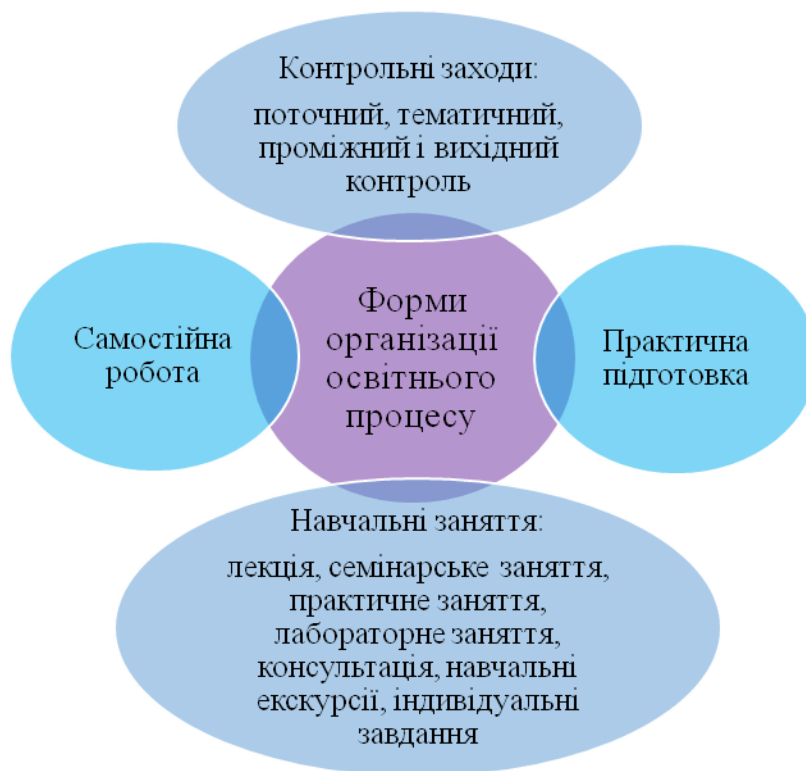 Контрольні заходи:
поточний, тематичний,
проміжний і вихідний
контроль
Самостійна
робота
Форми
організації
освітнього
процесу
Практична
підготовка
Навчальні заняття:
лекція, семінарське заняття,
практичне заняття,
лабораторне заняття,
консультація, навчальні
екскурсії, індивідуальні
завдання